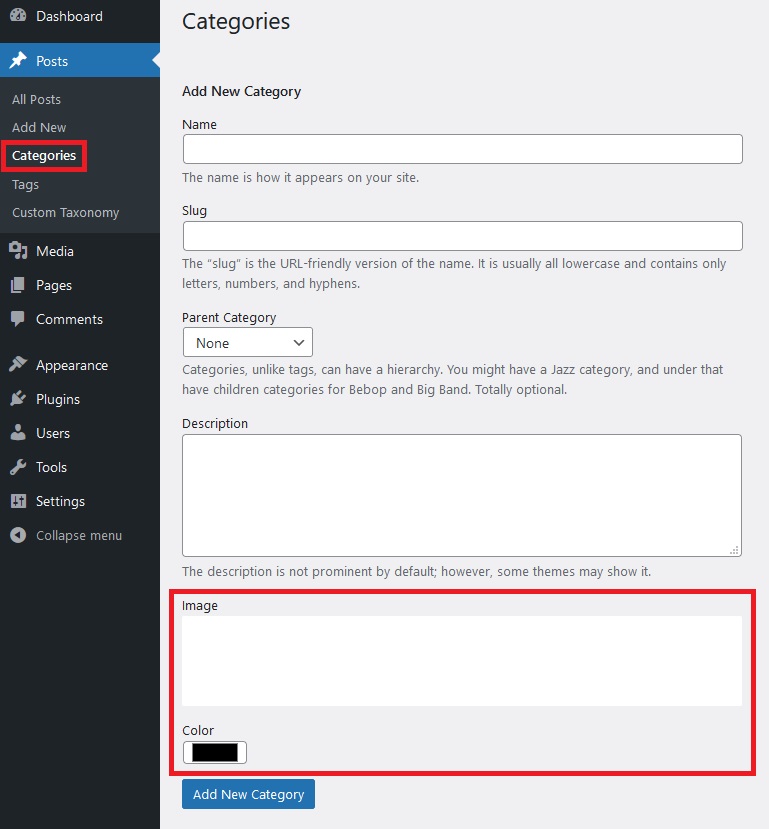 Dashboard
Posts
All Posts
Add New
Categories
Tags
Custom Taxonomy
Media
Pages
Comments
Appearance
Plugins
Users
Tools
Settings
Collapse menu
Categories
Add New Category
Name
The name is how it appears on your site.
Slug
The “slug” is the URL-friendly version of the name. It is usually all lowercase and contains only
letters, numbers, and hyphens.
Parent Category
None
Categories, unlike tags, can have a hierarchy. You might have a Jazz category, and under that
have children categories for Bebop and Big Band. Totally optional.
Description
The description is not prominent by default; however, some themes may show it.
Image
Color
Add New Category